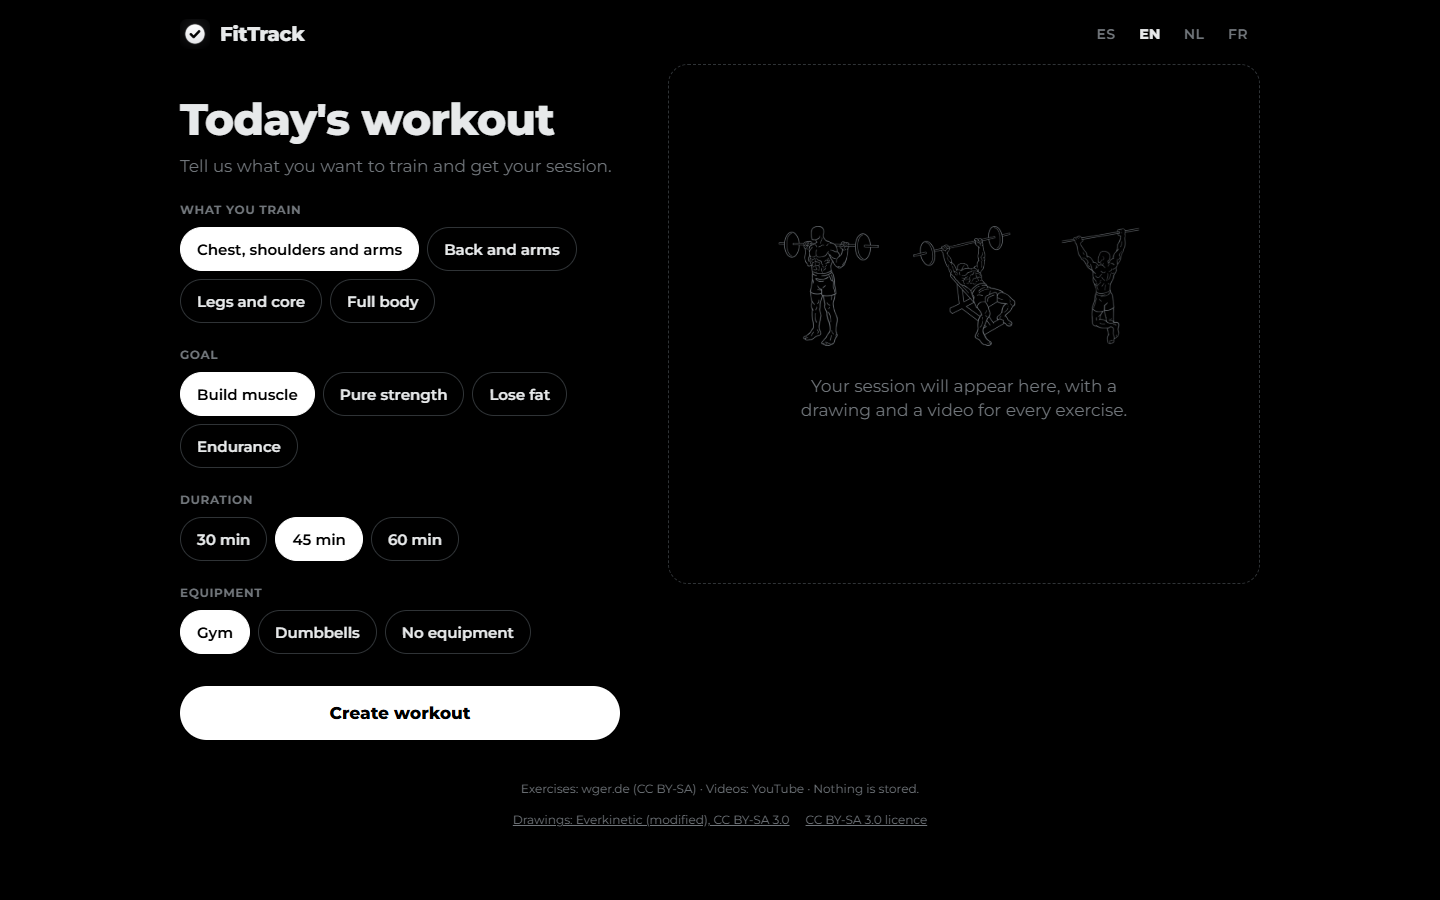 FitTrack
ES EN NL FR
Today's workout
Tell us what you want to train and get your session.
WHAT YOU TRAIN
Chest, shoulders and arms
Back and arms
Legs and core
Full body
GOAL
Build muscle
Pure strength
Lose fat
Endurance
DURATION
30 min
45 min
60 min
EQUIPMENT
Gym
Dumbbells
No equipment
Create workout
Your session will appear here, with a
drawing and a video for every exercise.
Exercises: wger.de (CC BY-SA) · Videos: YouTube · Nothing is stored.
Drawings: Everkinetic (modified), CC BY-SA 3.0
CC BY-SA 3.0 licence